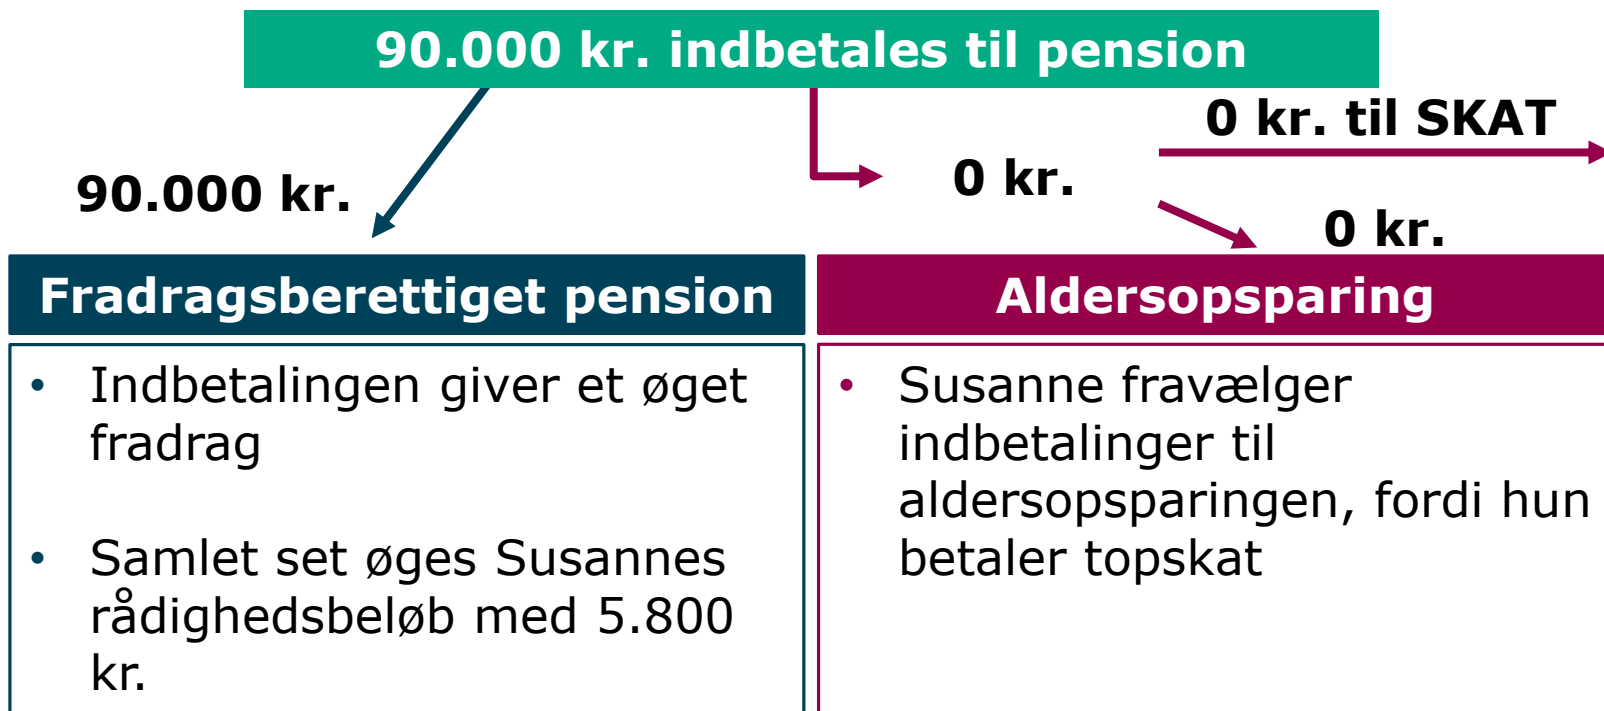 90.000 kr. indbetales til pension
0 kr. til SKAT
90.000 kr.
0 kr.
0 kr.
Fradragsberettiget pension
• Indbetalingen giver et øget
fradrag
• Samlet set øges Susannes
rådighedsbeløb med 5.800
kr.
Aldersopsparing
• Susanne fravælger
indbetalinger til
aldersopsparingen, fordi hun
betaler topskat